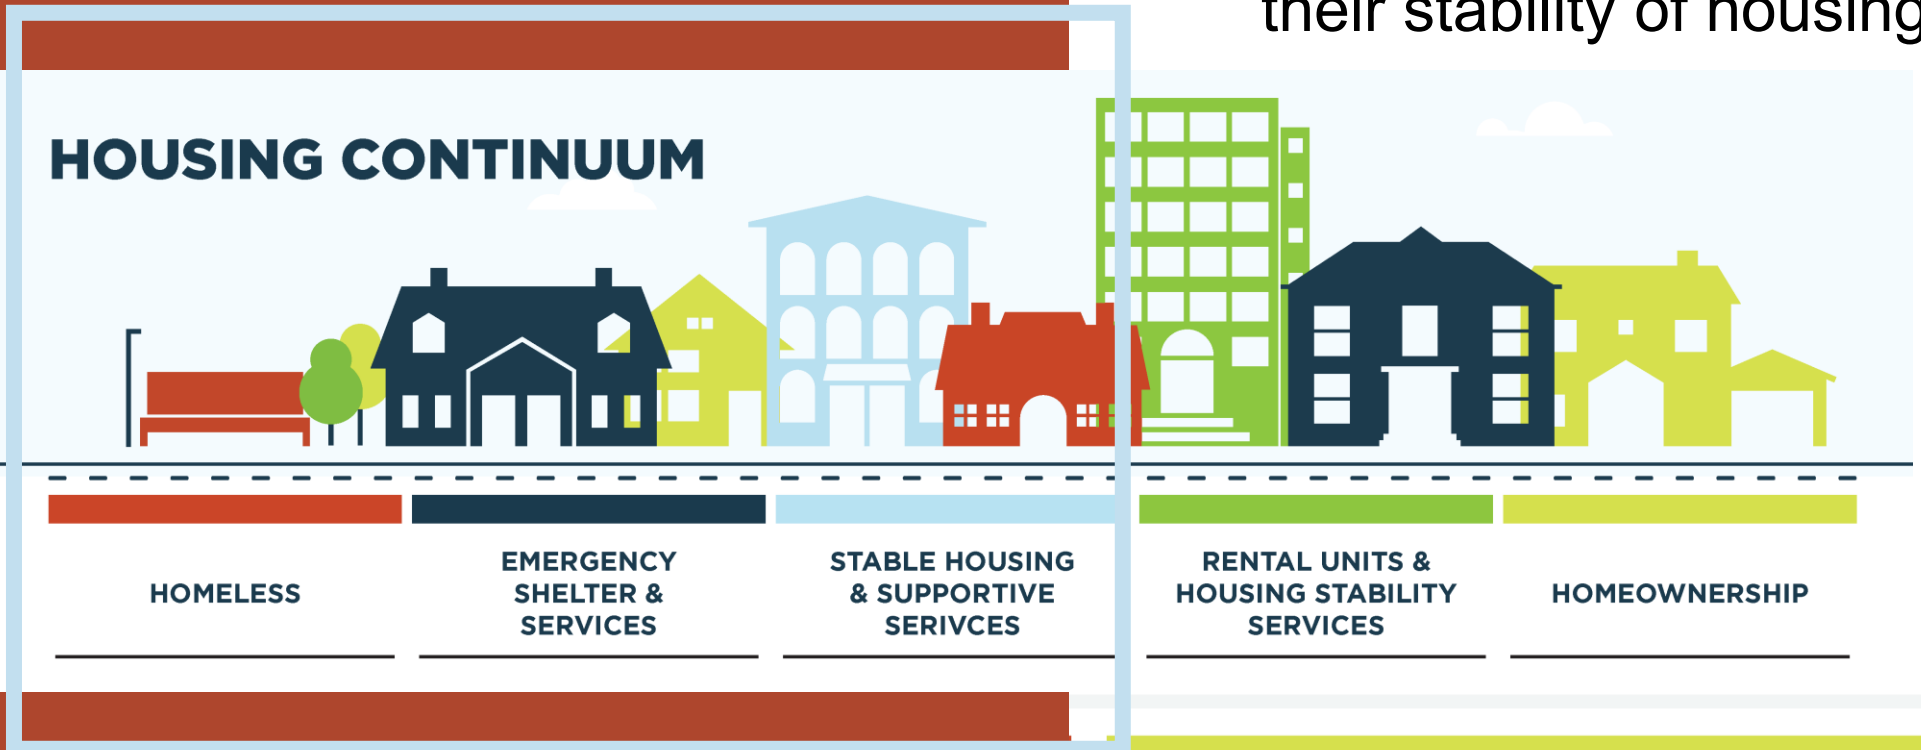 their stability of housing
HOUSING CONTINUUM
HOMELESS
EMERGENCY
SHELTER &
SERVICES
STABLE HOUSING
& SUPPORTIVE
SERIVCES
RENTAL UNITS &
HOUSING STABILITY
SERVICES
HOMEOWNERSHIP